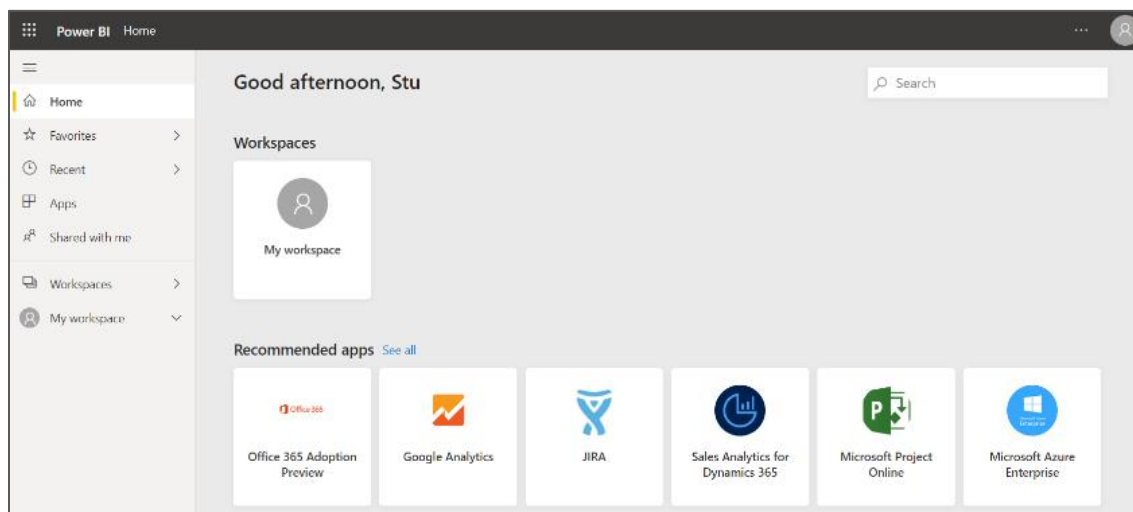 Power BI Home
Good afternoon, Stu
Search
Home
Favorites
Recent
Apps
Shared with me
Workspaces
My workspace
Workspaces
My workspace
Recommended apps See all
Office 365
Office 365 Adoption
Preview
Google Analytics
JIRA
Sales Analytics for
Dynamics 365
P
Microsoft Project
Online
Microsoft Azure
Enterprise